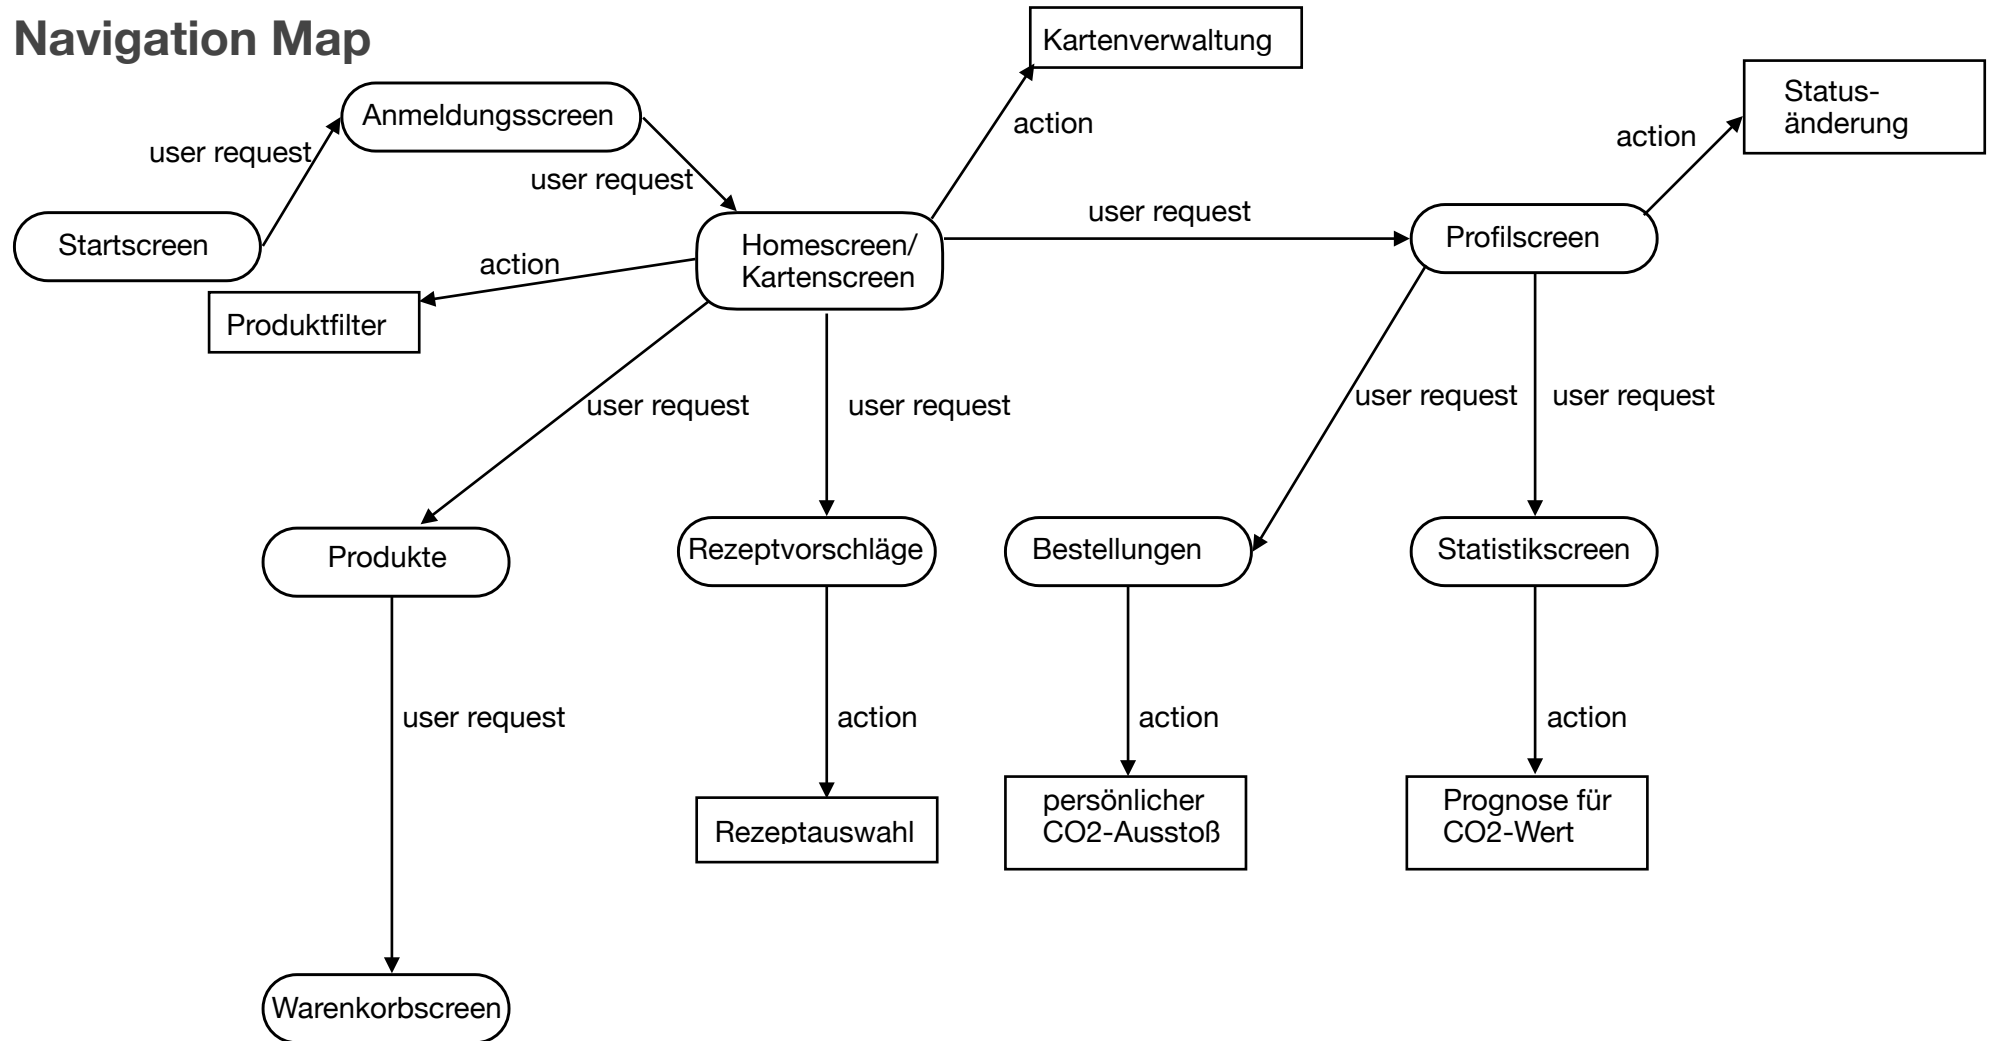 Navigation Map
Kartenverwaltung
Status-
änderung
Anmeldungsscreen
action
action
user request
user request
user request
Startscreen
Homescreen/
Kartenscreen
Profilscreen
action
Produktfilter
user request
user request
user request
user request
Produkte
Rezeptvorschläge
Bestellungen
Statistikscreen
user request
action
action
action
Rezeptauswahl
persönlicher
CO2-Ausstoß
Prognose für
CO2-Wert
Warenkorbscreen